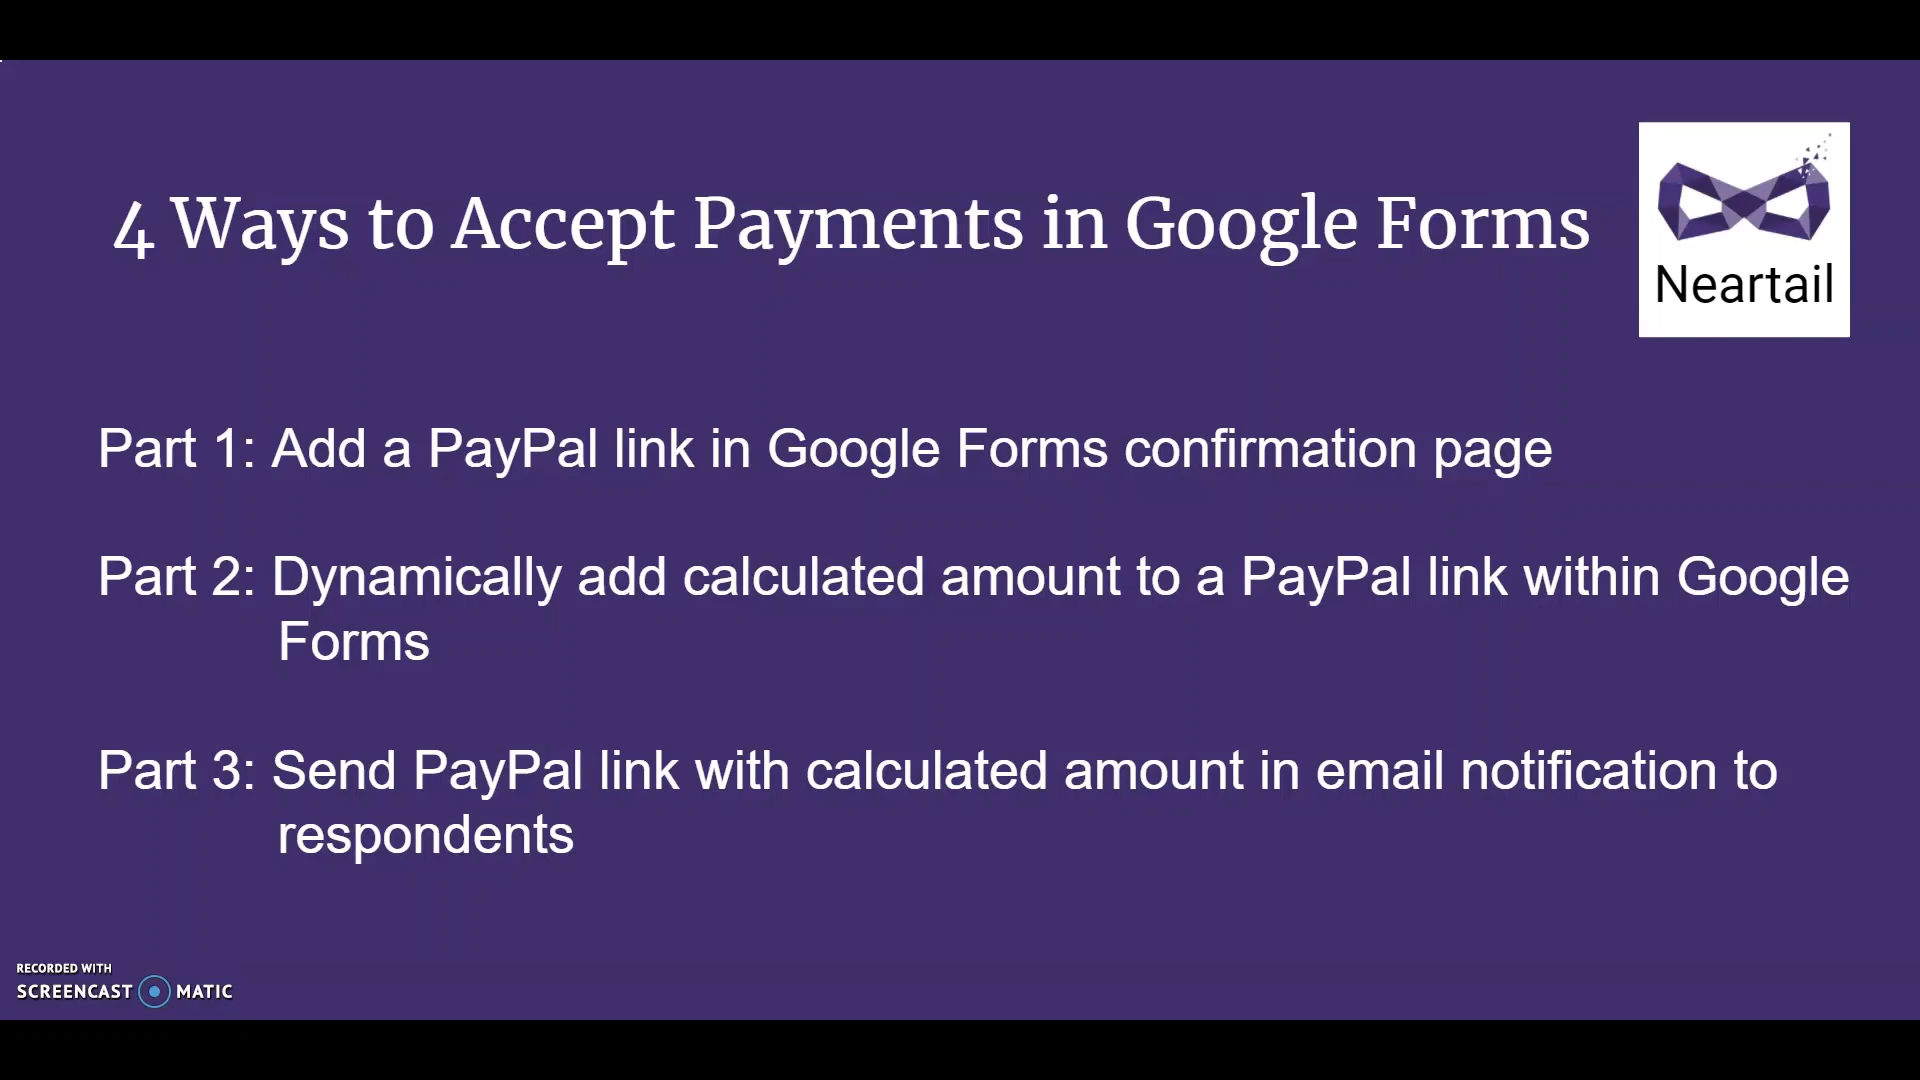 4 Ways to Accept Payments in Google Forms
Neartail
Part 1: Add a PayPal link in Google Forms confirmation page
Part 2: Dynamically add calculated amount to a PayPal link within Google
Forms
Part 3: Send PayPal link with calculated amount in email notification to
respondents
RECORDED WITH
SCREENCAST MATIC